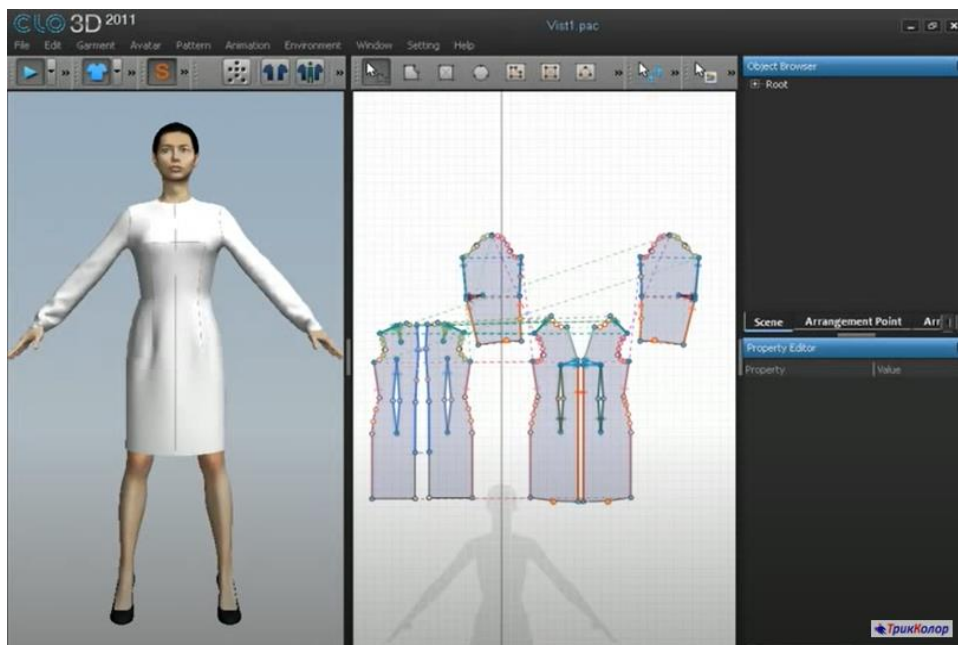 CLO 3D 2011
Vist1.pac
File Edit Garment Avatar Pattern Animation Environment Window Setting Help
S
Object Browser
Root
Scene Arrangement Point Arr
Property Editor
Property Value
ТрикКолор